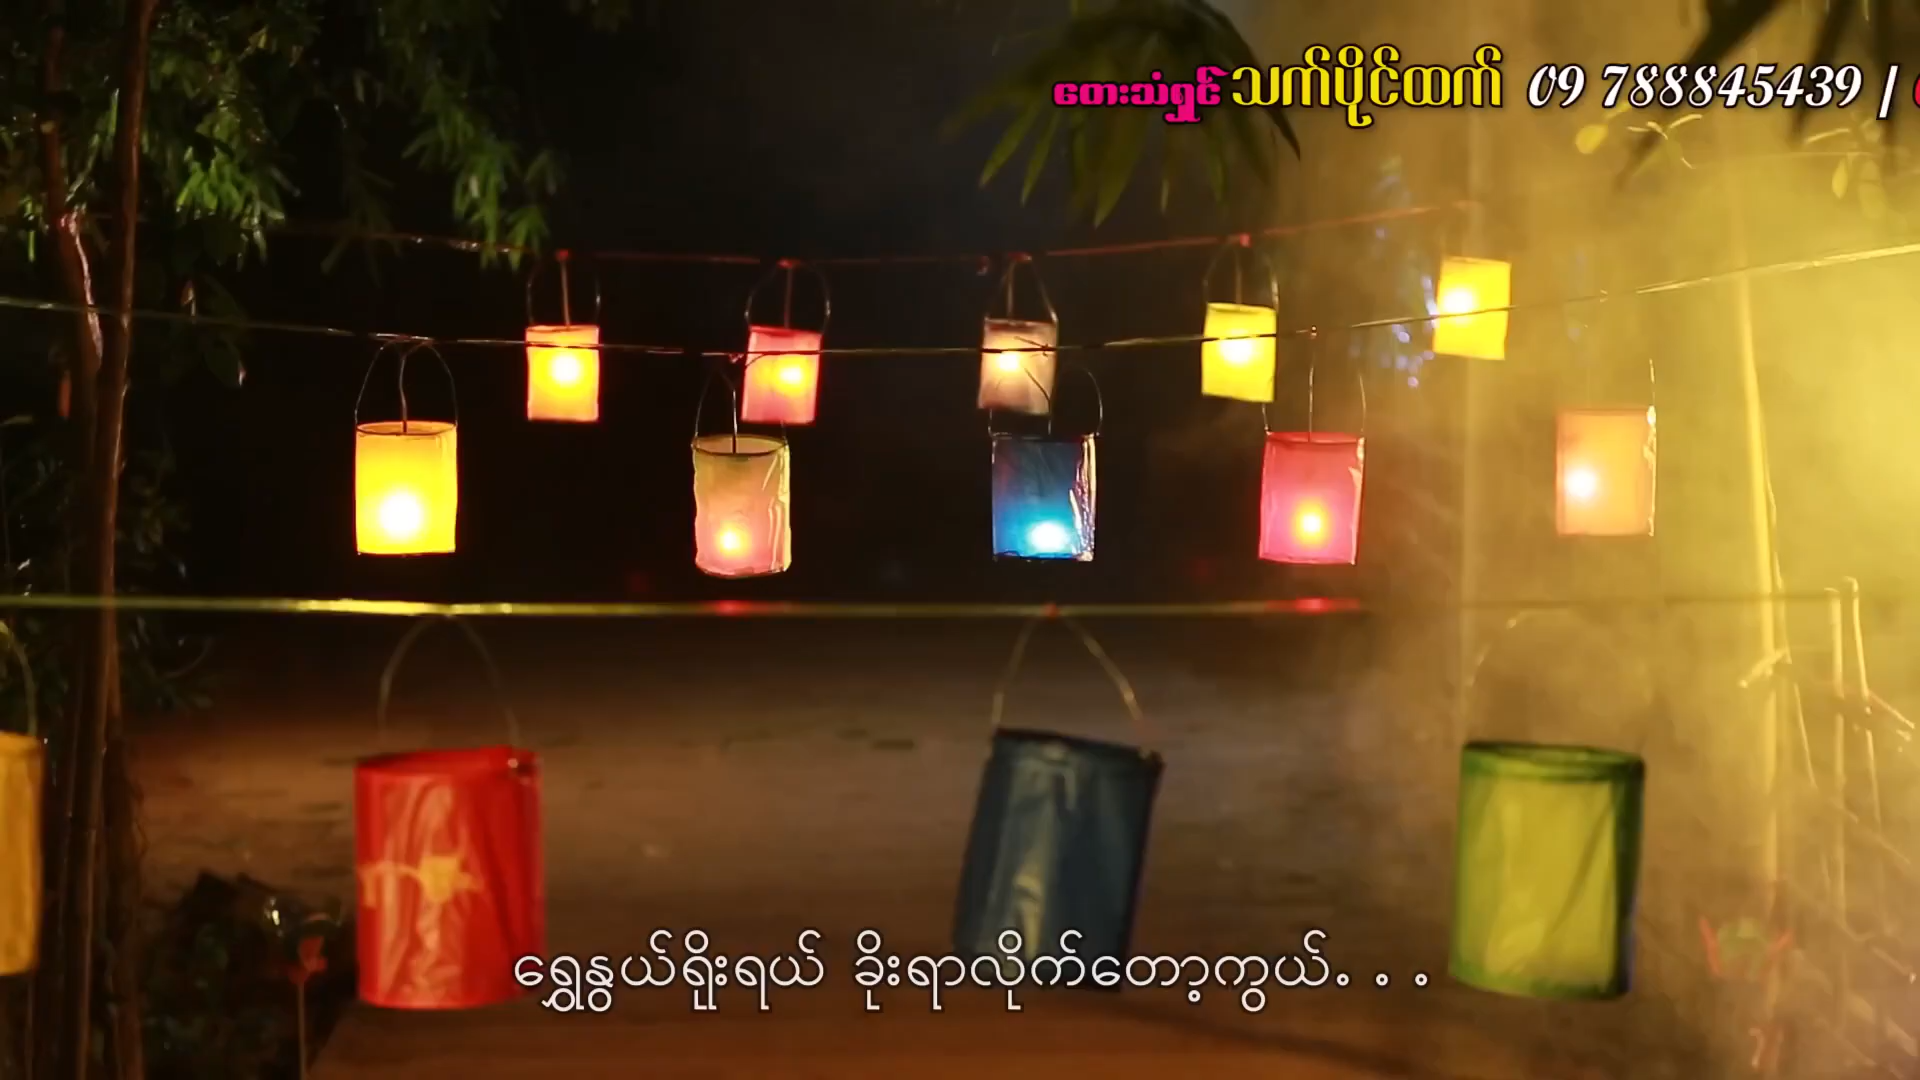 တေးသံရှင် သက်ပိုင်ထက် 09 788845439 |
ရွှေနွယ်ရိုးရယ် ခိုးရာလိုက်တော့ကွယ်. . .